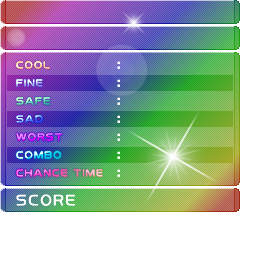 COOL :
FINE :
SAFE :
SAD :
WORST :
COMBO :
CHANCE TIME :
SCORE